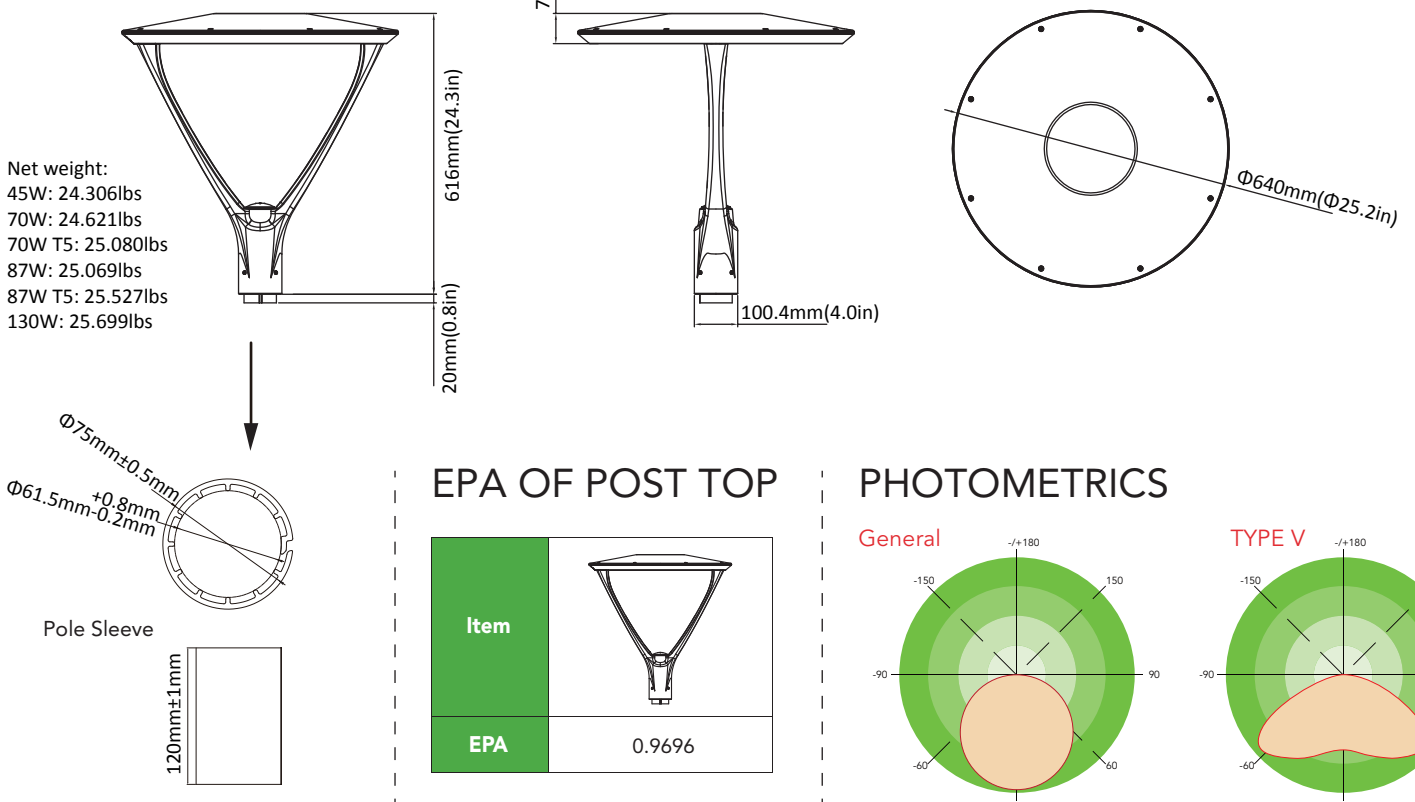 7
616mm(24.3in)
Net weight:
45W: 24.306lbs
70W: 24.621lbs
70W T5: 25.080lbs
87W: 25.069lbs
87W T5: 25.527lbs
130W: 25.699lbs
20mm(0.8in)
100.4mm(4.0in)
Φ640mm(Φ25.2in)
Φ75mm±0.5mm
Φ61.5mm+0.8mm-0.2mm
Pole Sleeve
120mm±1mm
EPA OF POST TOP
Item
EPA
0.9696
PHOTOMETRICS
General
-/+180
-150
150
-90
90
-60
60
TYPE V
-/+180
-150
-90
-60